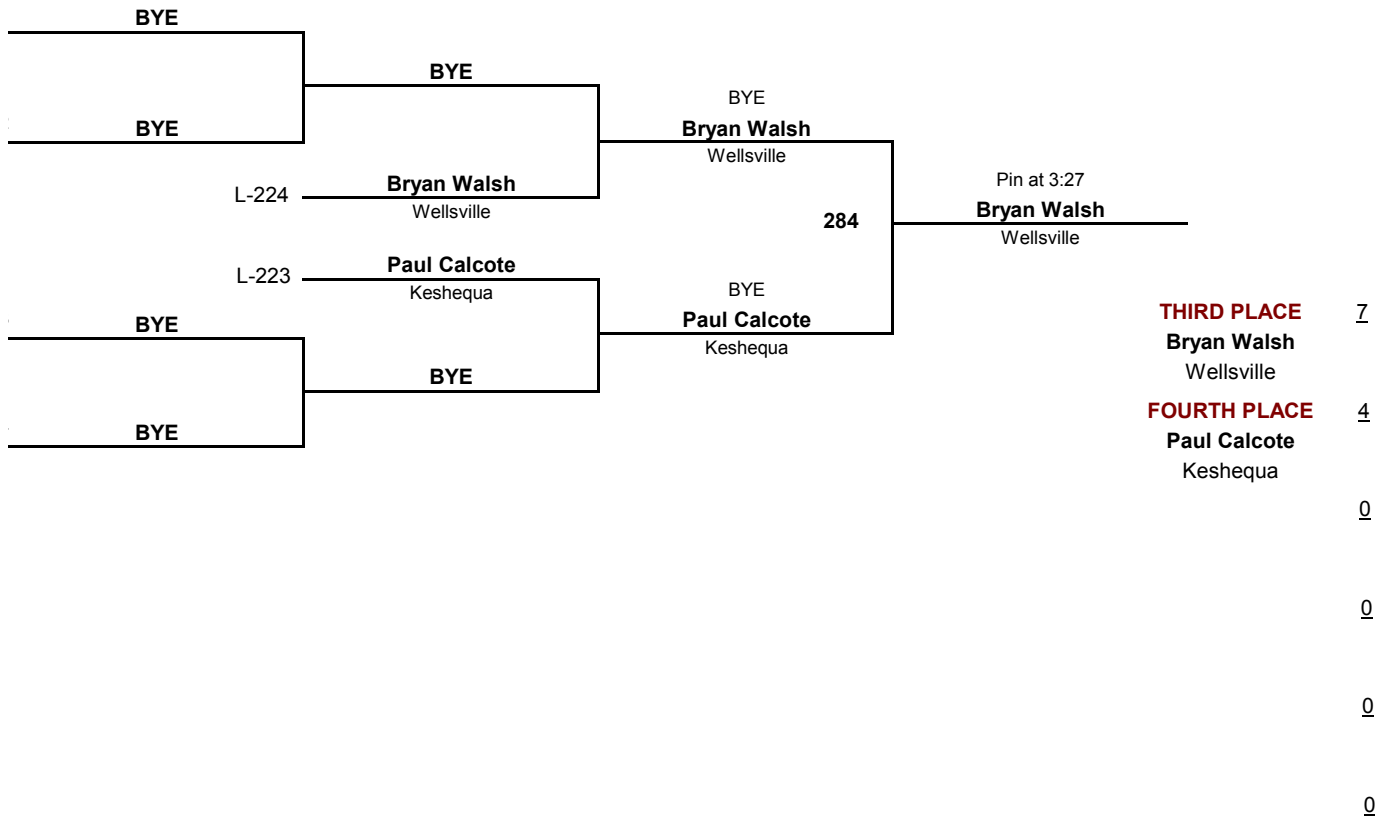 BYE
BYE
BYE
BYE
Bryan Walsh
Wellsville
L-224
Bryan Walsh
Wellsville
Pin at 3:27
Bryan Walsh
Wellsville
284
L-223
Paul Calcote
Keshequa
BYE
Paul Calcote
Keshequa
BYE
BYE
BYE
THIRD PLACE 7
Bryan Walsh
Wellsville
FOURTH PLACE 4
Paul Calcote
Keshequa
0
0
0
0